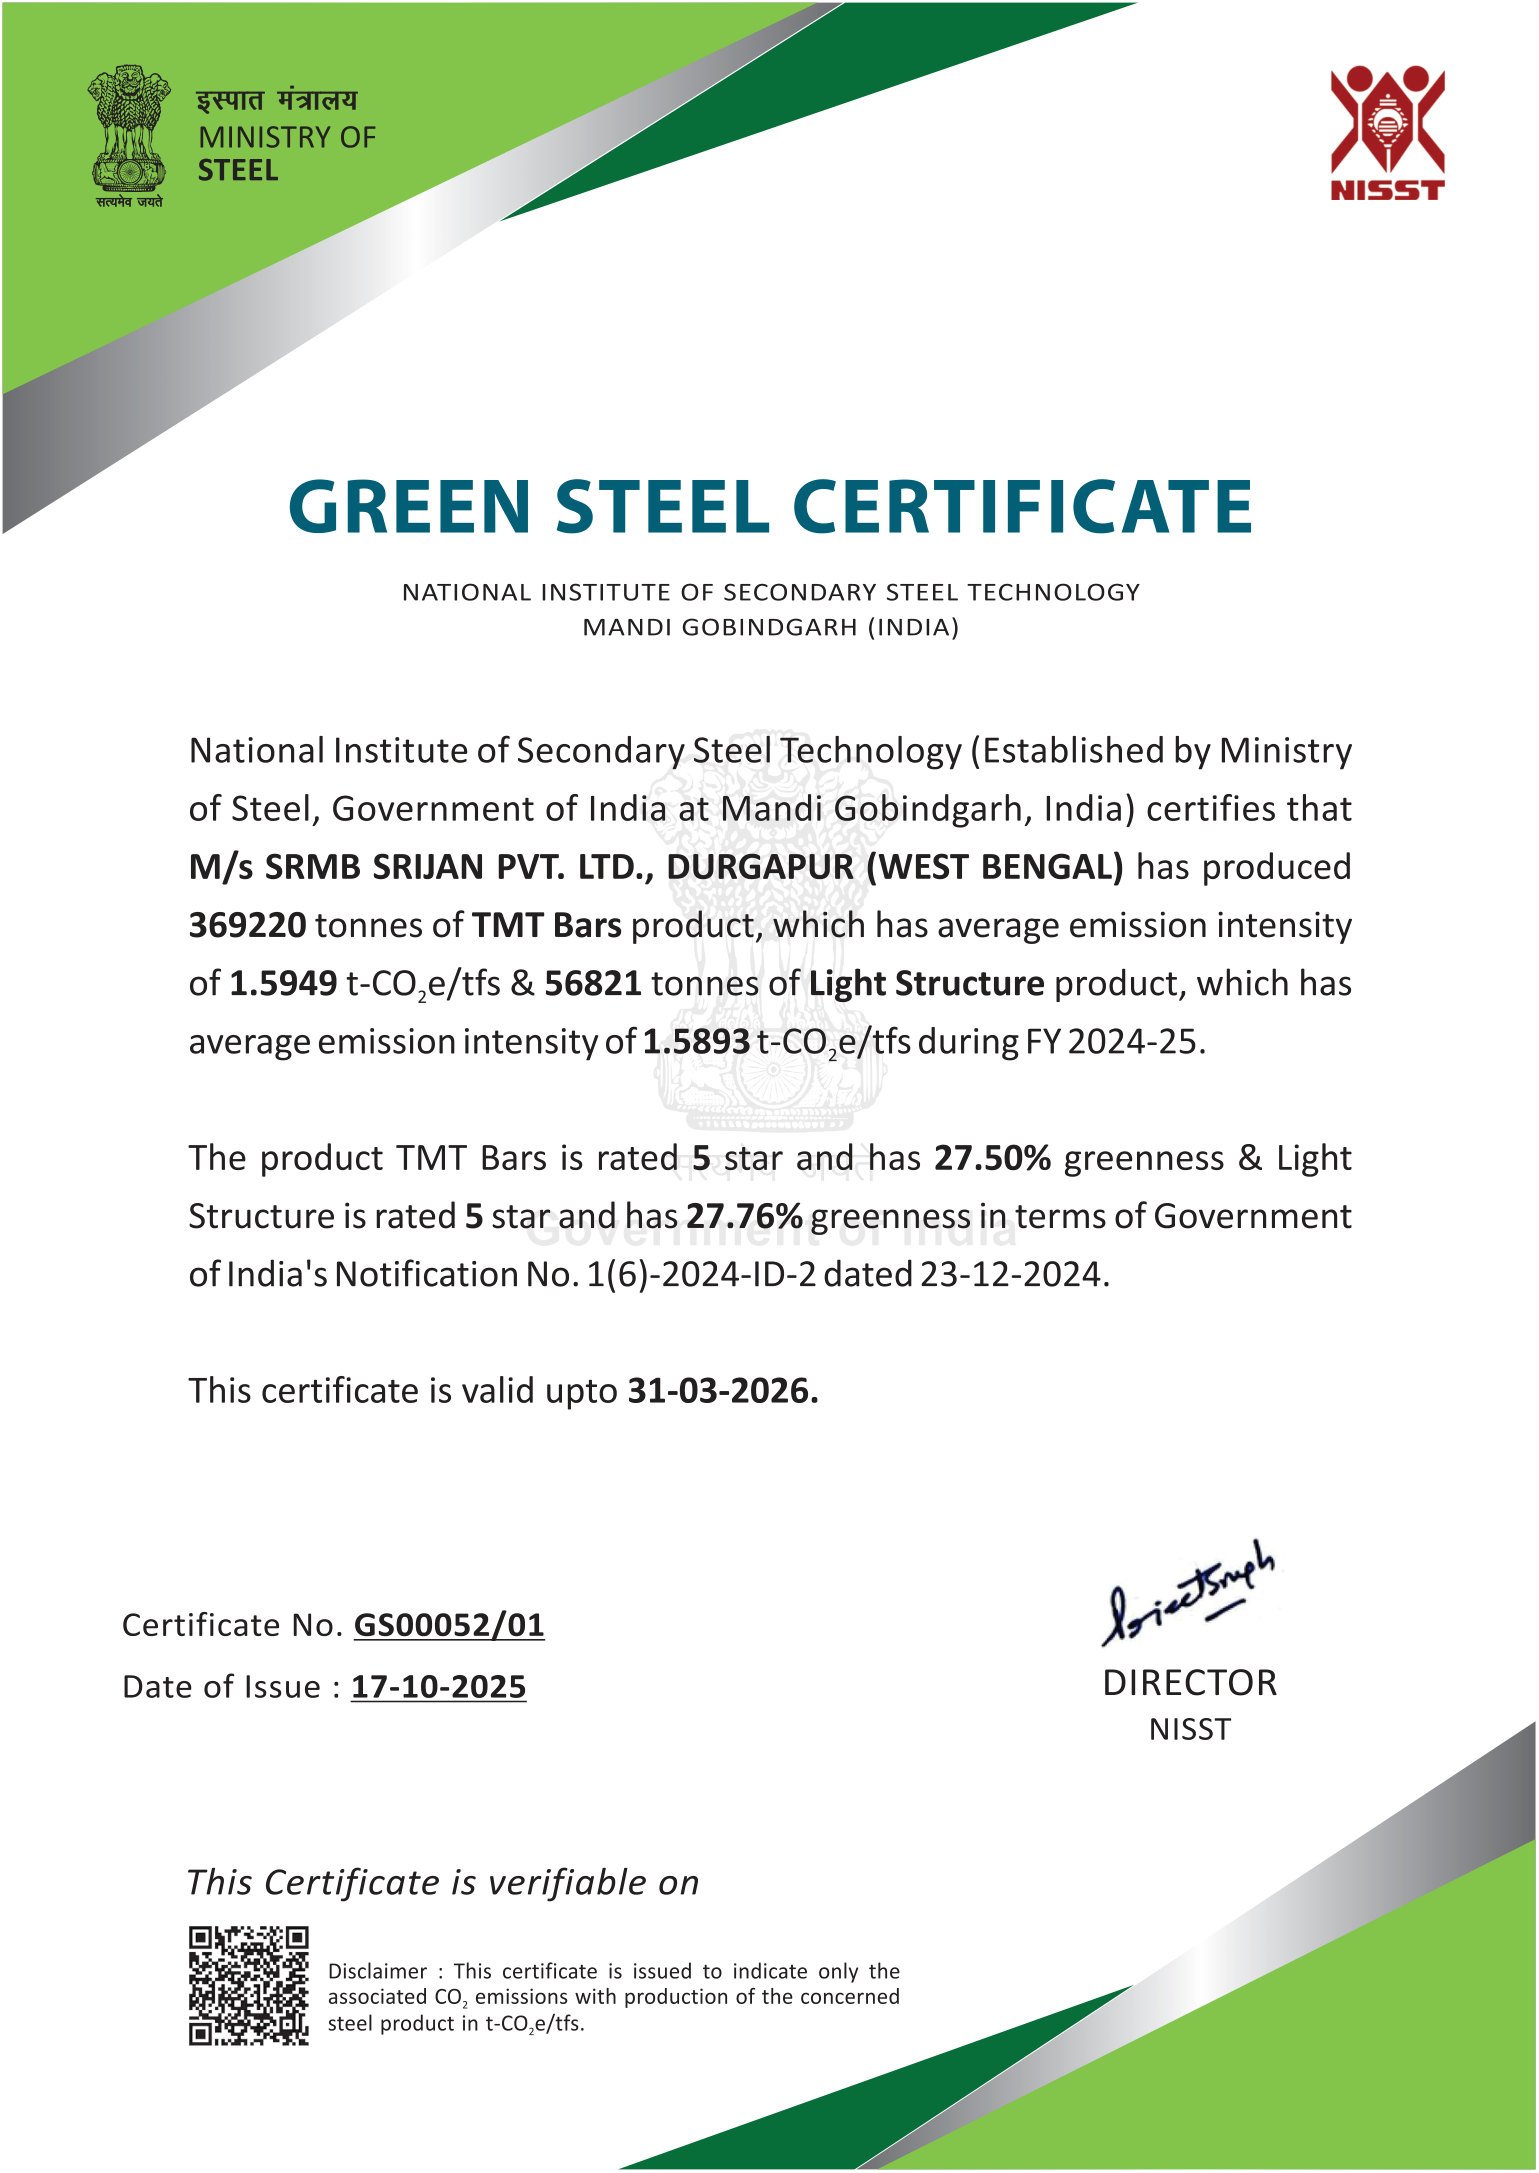 इस्पात मंत्रालय
MINISTRY OF
STEEL
सत्यमेव जयते
NISST
GREEN STEEL CERTIFICATE
NATIONAL INSTITUTE OF SECONDARY STEEL TECHNOLOGY
MANDI GOBINDGARH (INDIA)
National Institute of Secondary Steel Technology (Established by Ministry
of Steel, Government of India at Mandi Gobindgarh, India) certifies that
M/s SRMB SRIJAN PVT. LTD., DURGAPUR (WEST BENGAL) has produced
369220 tonnes of TMT Bars product, which has average emission intensity
of 1.5949 t-CO₂e/tfs & 56821 tonnes of Light Structure product, which has
average emission intensity of 1.5893 t-CO₂e/tfs during FY 2024-25.
The product TMT Bars is rated 5 star and has 27.50% greenness & Light
सत्यमेव जयते
Structure is rated 5 star and has 27.76% greenness in terms of Government
Government of India
of India's Notification No. 1(6)-2024-ID-2 dated 23-12-2024.
This certificate is valid upto 31-03-2026.
Certificate No. GS00052/01
Date of Issue : 17-10-2025
DIRECTOR
NISST
This Certificate is verifiable on
Disclaimer : This certificate is issued to indicate only the
associated CO₂ emissions with production of the concerned
steel product in t-CO₂e/tfs.